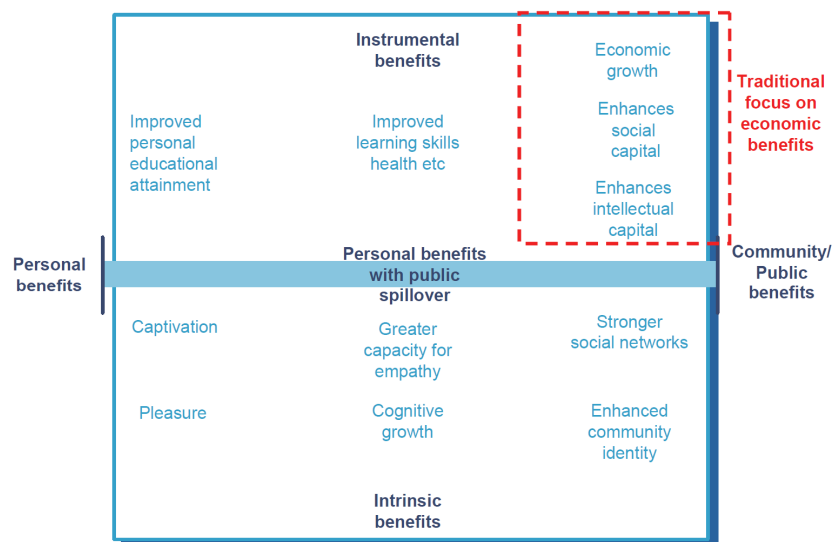 Instrumental
benefits
Economic
growth
Traditional
focus on
economic
benefits
Improved
personal
educational
attainment
Improved
learning skills
health etc
Enhances
social
capital
Enhances
intellectual
capital
Personal
benefits
Personal benefits
with public
spillover
Community/
Public
benefits
Captivation
Greater
capacity for
empathy
Stronger
social networks
Pleasure
Cognitive
growth
Enhanced
community
identity
Intrinsic
benefits